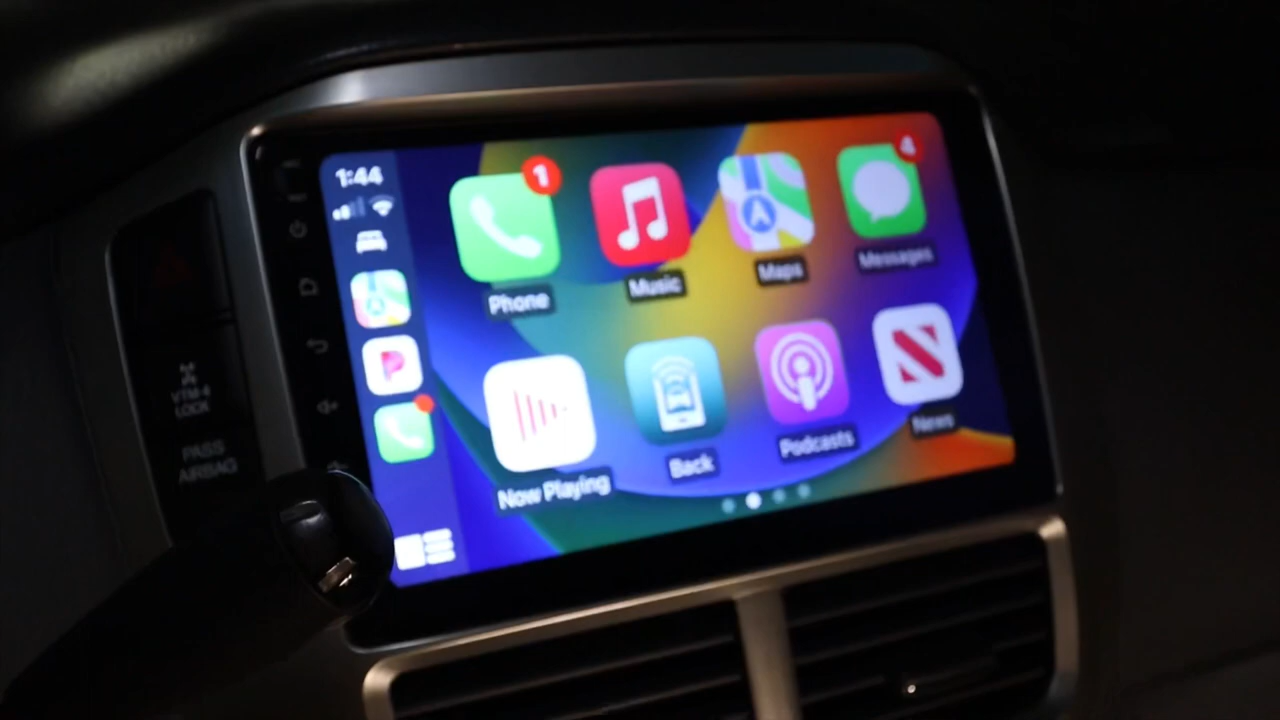 1:44
1
4
Phone
Music
Maps
Messages
Now Playing
Back
Podcasts
News
VTM-4
LOCK
PASS
AIRBAG